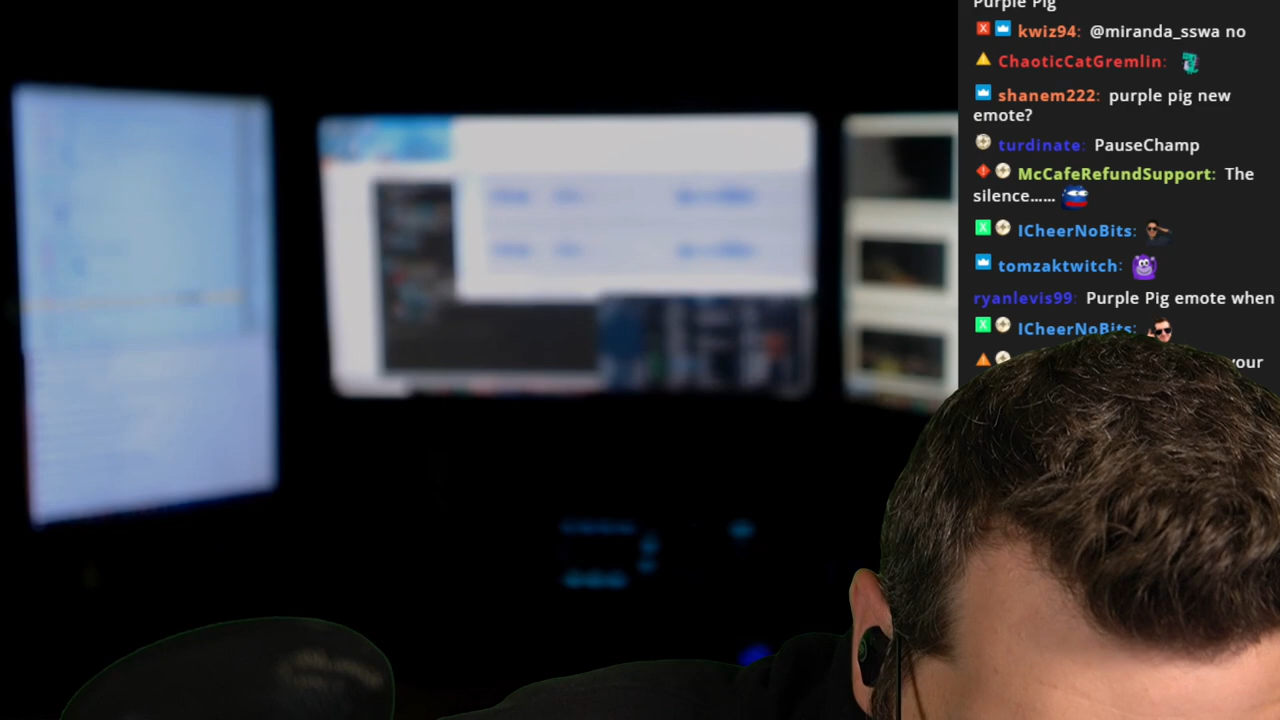 Purple Pig
kwiz94: @miranda_sswa no
ChaoticCatGremlin:
shanem222: purple pig new
emote?
turdinate: PauseChamp
McCafeRefundSupport: The
silence......
ICheerNoBits:
tomzaktwitch:
ryanlevis99: Purple Pig emote when
ICheerNoBits:
your